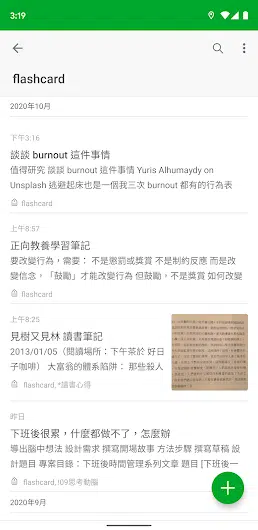 3:19
flashcard
2020年10月
下午3:16
談談 burnout 這件事情
值得研究 談談 burnout 這件事情 Yuris Alhumaydy on
Unsplash 逃避起床也是一個我三次 burnout 都有的行為表
flashcard
上午8:57
正向教養學習筆記
要改變行為，需要： 不是懲罰或獎賞 不是制約反應 而是改
變信念，「鼓勵」才能改變行為 但鼓勵，不是獎賞 如何改變
flashcard
上午8:25
見樹又見林 讀書筆記
2013/01/05（閱讀場所：下午茶於 好日
子咖啡） 大富翁的體系陷阱： 那些殺人
flashcard, *讀書心得
昨日
下班後很累，什麼都做不了，怎麼辦
導出腦中想法 設計需求 撰寫開場故事 方法步驟 撰寫草稿 設
計題目 專案目錄：下班後時間管理系列文章 題目 [下班後一
flashcard, !09思考動腦
2020年9月